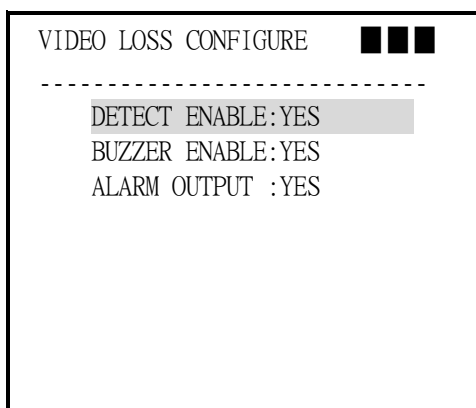 VIDEO LOSS CONFIGURE
------------------------------
DETECT ENABLE:YES
BUZZER ENABLE:YES
ALARM OUTPUT :YES